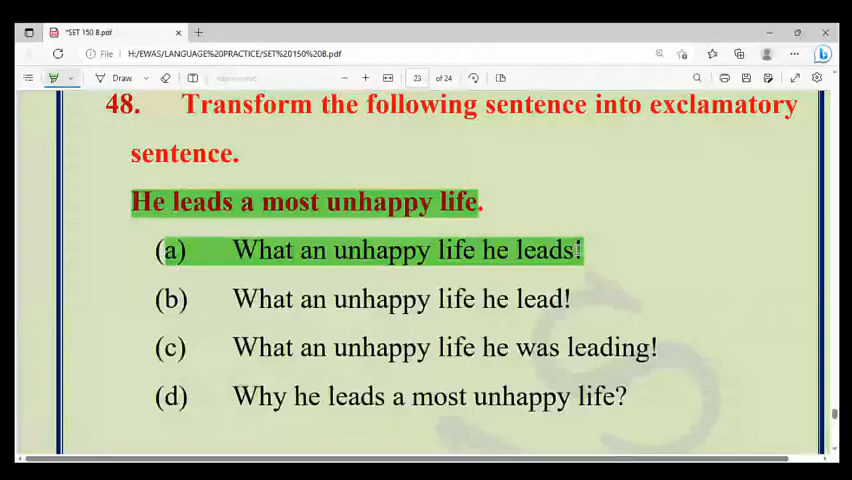 *SET 150 B.pdf
File
H:/EWAS/LANGUAGE%20PRACTICE/SET%20150%20B.pdf
Draw
23 of 24
48. Transform the following sentence into exclamatory
sentence.
He leads a most unhappy life.
(a) What an unhappy life he leads!
(b) What an unhappy life he lead!
(c) What an unhappy life he was leading!
(d) Why he leads a most unhappy life?